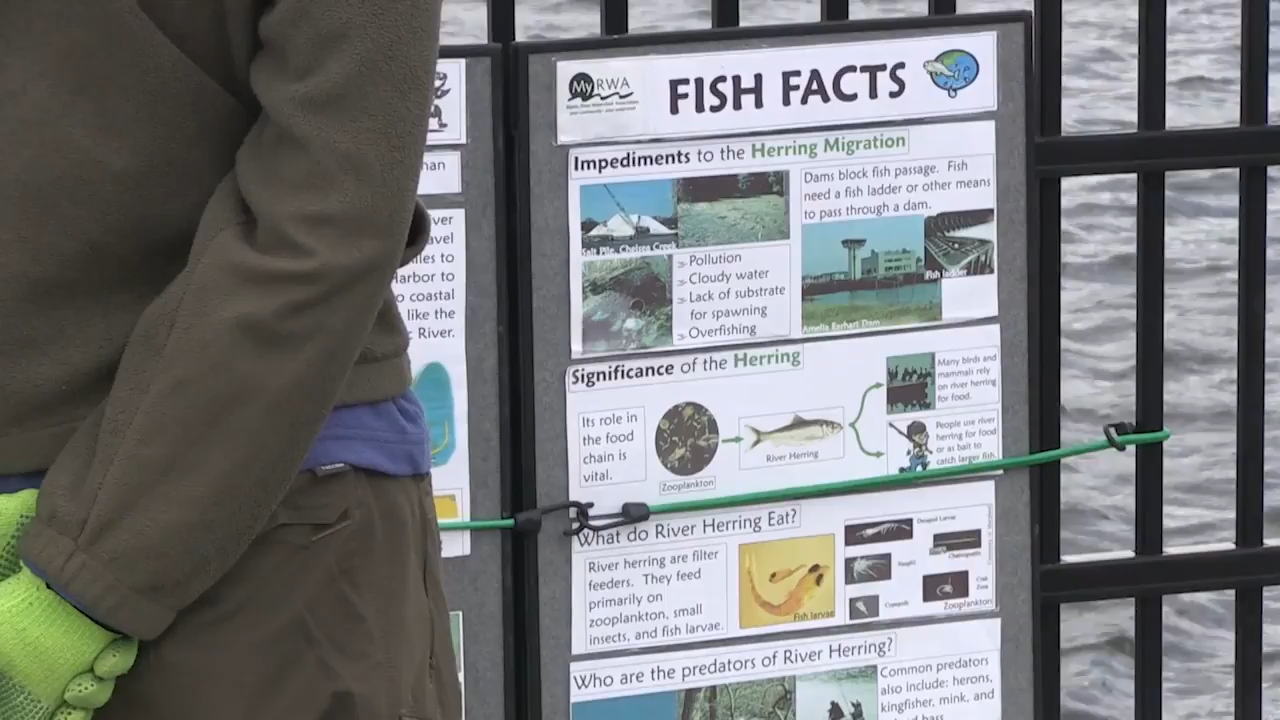 MyRWA
FISH FACTS
Impediments to the Herring Migration
Salt Pile, Chelsea Creek
Pollution
Cloudy water
Lack of substrate
for spawning
Overfishing
Dams block fish passage. Fish
need a fish ladder or other means
to pass through a dam.
Fish ladder
Amelia Earhart Dam
Significance of the Herring
Its role in
the food
chain is
vital.
Zooplankton
River Herring
Many birds and
mammals rely
on river herring
for food.
People use river
herring for food
or as bait to
catch larger fish.
What do River Herring Eat?
River herring are filter
feeders. They feed
primarily on
zooplankton, small
insects, and fish larvae.
Fish larvae
Zooplankton
Who are the predators of River Herring?
Common predators
also include: herons,
kingfisher, mink, and
bass
han
ver
avel
iles to
Harbor to
o coastal
like the
River.